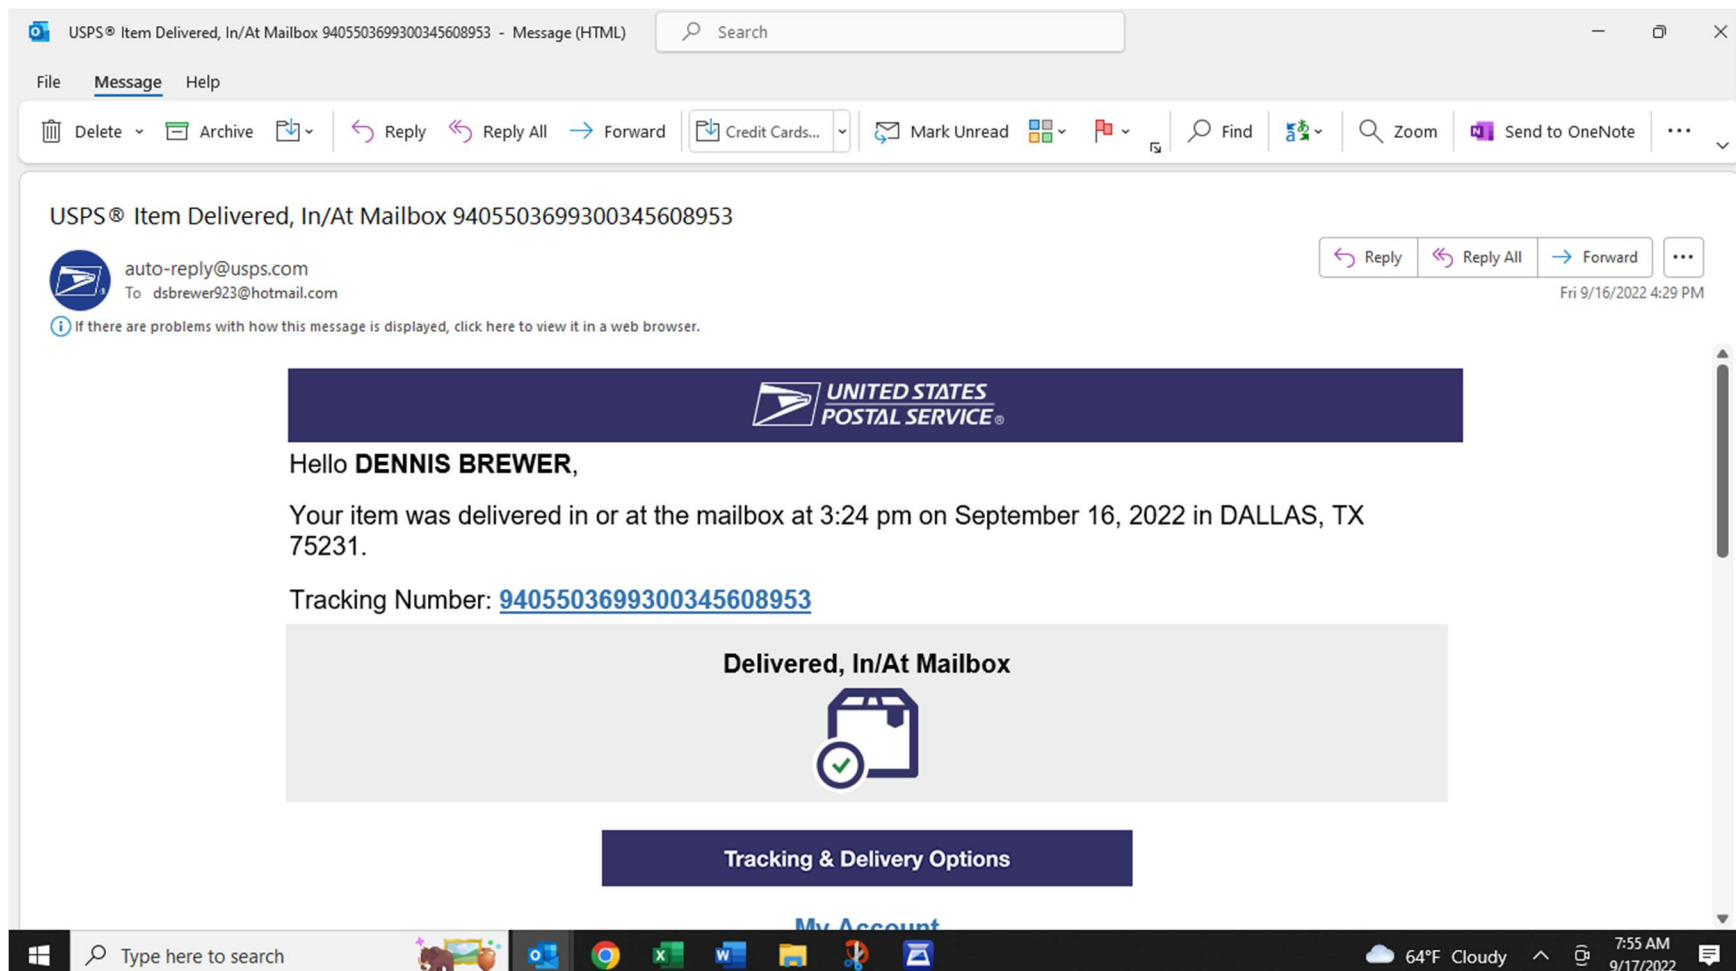 USPS® Item Delivered, In/At Mailbox 9405503699300345608953 - Message (HTML)
Search
File Message Help
Delete Archive Reply Reply All Forward Credit Cards... Mark Unread Find Zoom Send to OneNote ...
USPS® Item Delivered, In/At Mailbox 9405503699300345608953
auto-reply@usps.com
To dsbrewer923@hotmail.com
Reply Reply All Forward ...
Fri 9/16/2022 4:29 PM
If there are problems with how this message is displayed, click here to view it in a web browser.
UNITED STATES
POSTAL SERVICE®
Hello DENNIS BREWER,
Your item was delivered in or at the mailbox at 3:24 pm on September 16, 2022 in DALLAS, TX
75231.
Tracking Number: 9405503699300345608953
Delivered, In/At Mailbox
Tracking & Delivery Options
My Account
Type here to search
64°F Cloudy
7:55 AM
9/17/2022